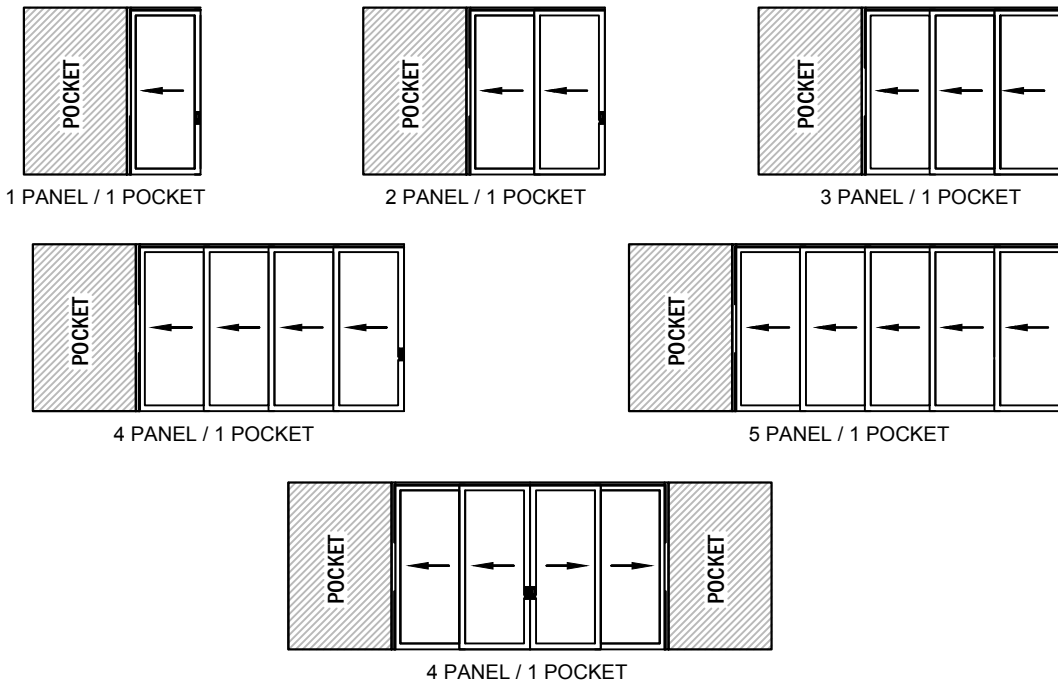 POCKET
1 PANEL / 1 POCKET
POCKET
2 PANEL / 1 POCKET
POCKET
3 PANEL / 1 POCKET
POCKET
4 PANEL / 1 POCKET
POCKET
5 PANEL / 1 POCKET
POCKET
POCKET
4 PANEL / 1 POCKET